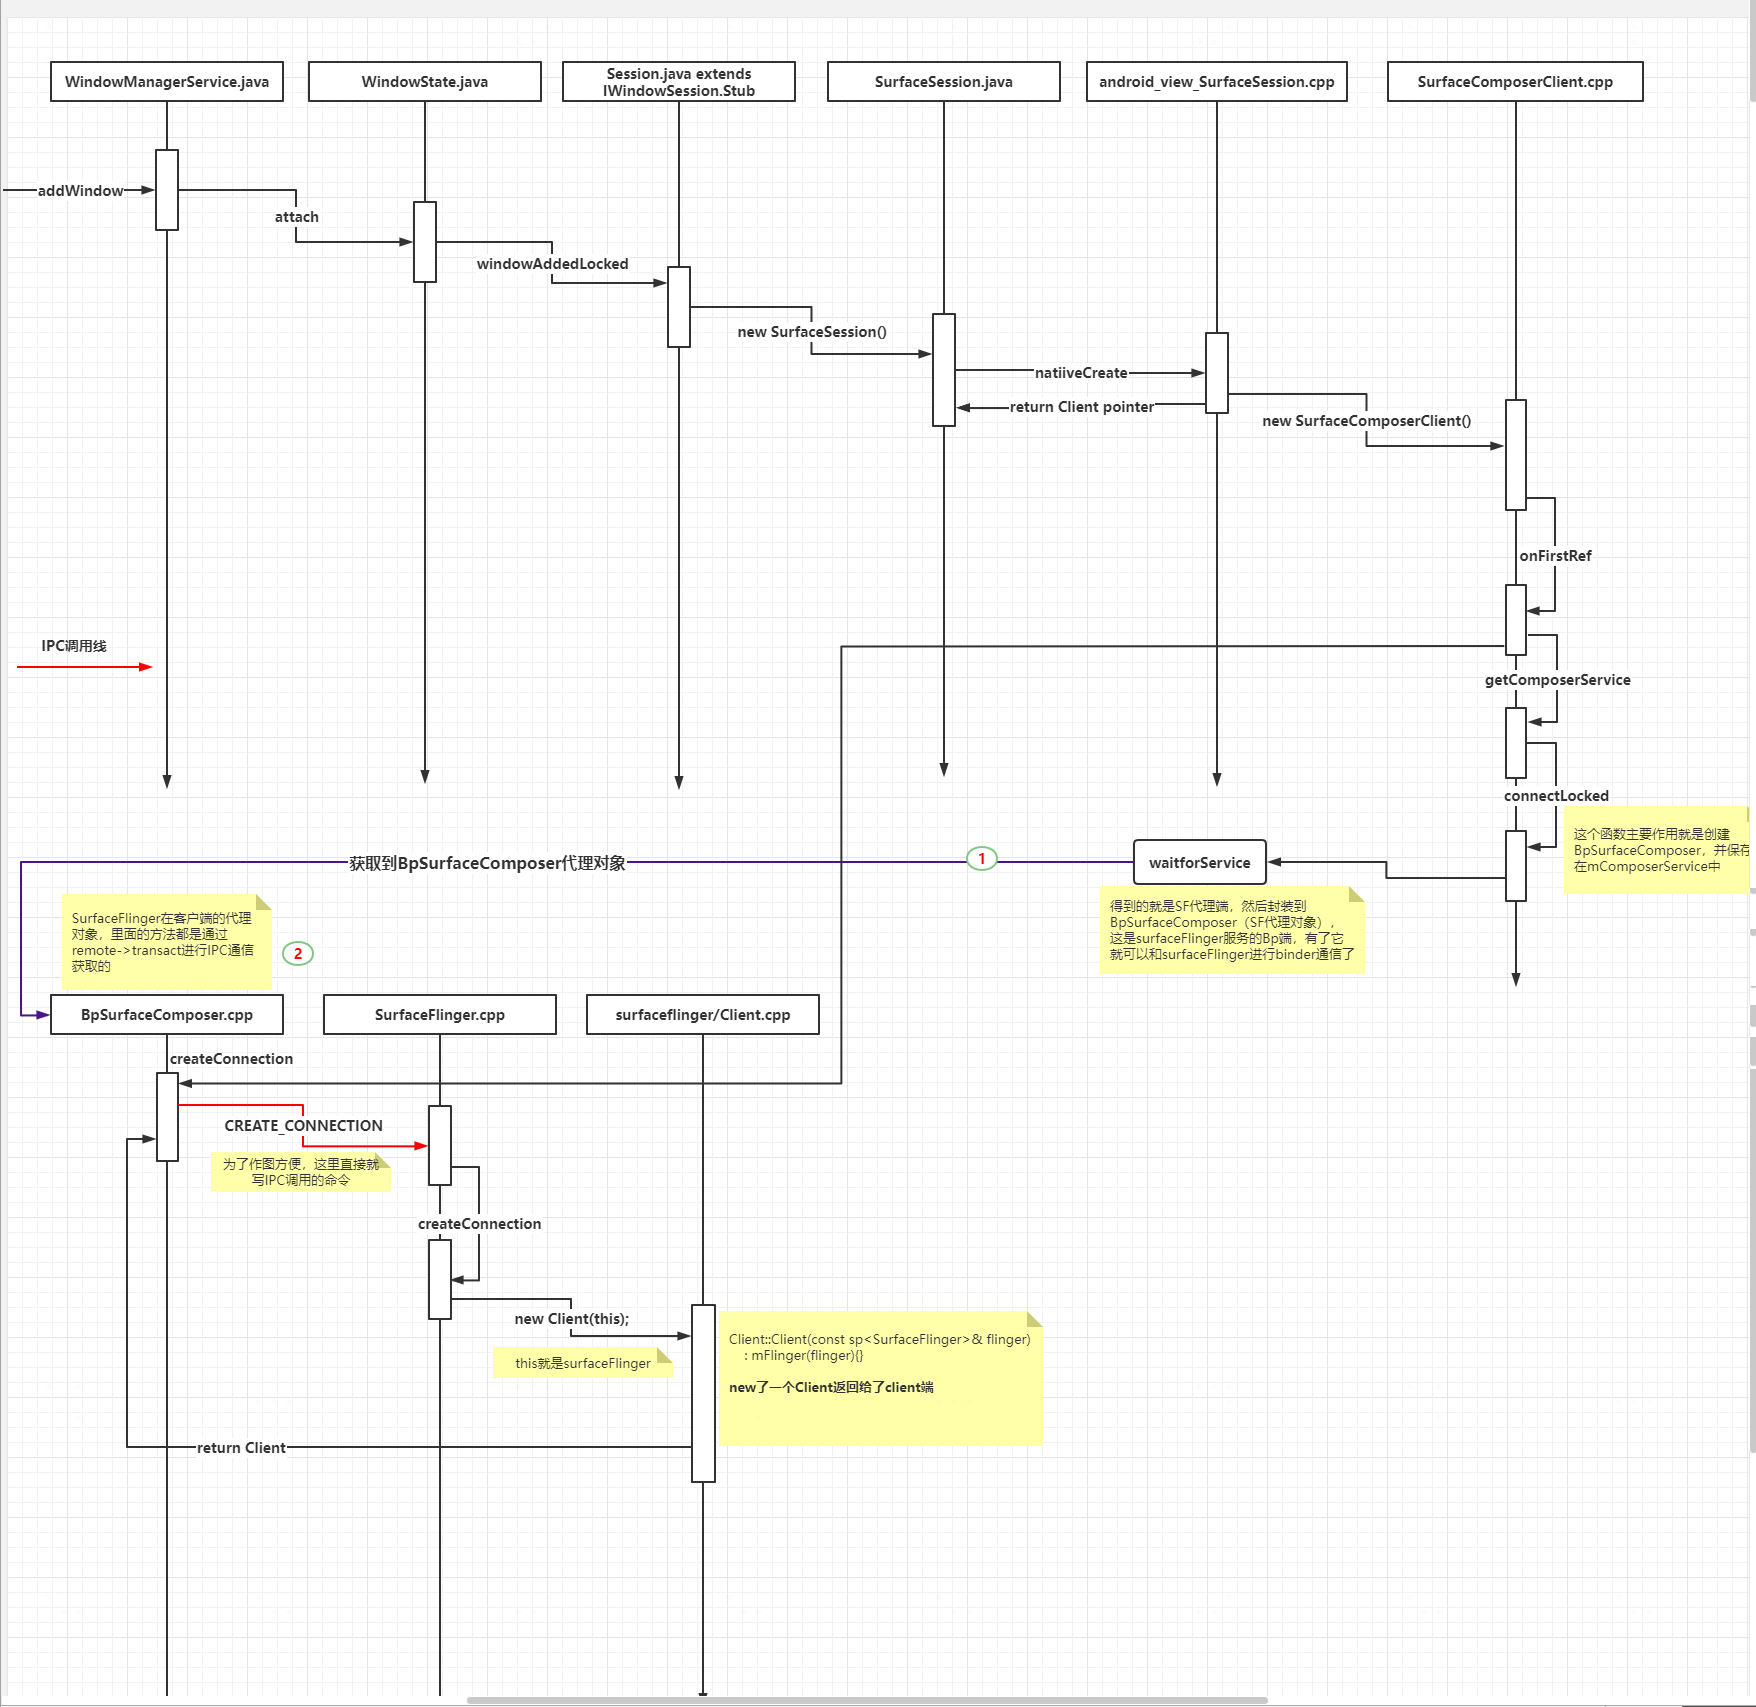 WindowManagerService.java
WindowState.java
Session.java extends
IWindowSession.Stub
SurfaceSession.java
android_view_SurfaceSession.cpp
SurfaceComposerClient.cpp
addWindow
attach
windowAddedLocked
new SurfaceSession()
natiiveCreate
return Client pointer
new SurfaceComposerClient()
onFirstRef
IPC调用线
getComposerService
connectLocked
这个函数主要作用就是创建
BpSurfaceComposer，并保存
在mComposerService中
waitforService
1
获取到BpSurfaceComposer代理对象
得到的就是SF代理端，然后封装到
BpSurfaceComposer（SF代理对象），
这是surfaceFlinger服务的Bp端，有了它
就可以和surfaceFlinger进行binder通信了
SurfaceFlinger在客户端的代理
对象，里面的方法都是通过
remote->transact进行IPC通信
获取的
2
BpSurfaceComposer.cpp
SurfaceFlinger.cpp
surfaceflinger/Client.cpp
createConnection
CREATE_CONNECTION
为了作图方便，这里直接就
写IPC调用的命令
createConnection
new Client(this);
this就是surfaceFlinger
Client::Client(const sp<SurfaceFlinger>& flinger)
: mFlinger(flinger){}
new了一个Client返回给了client端
return Client